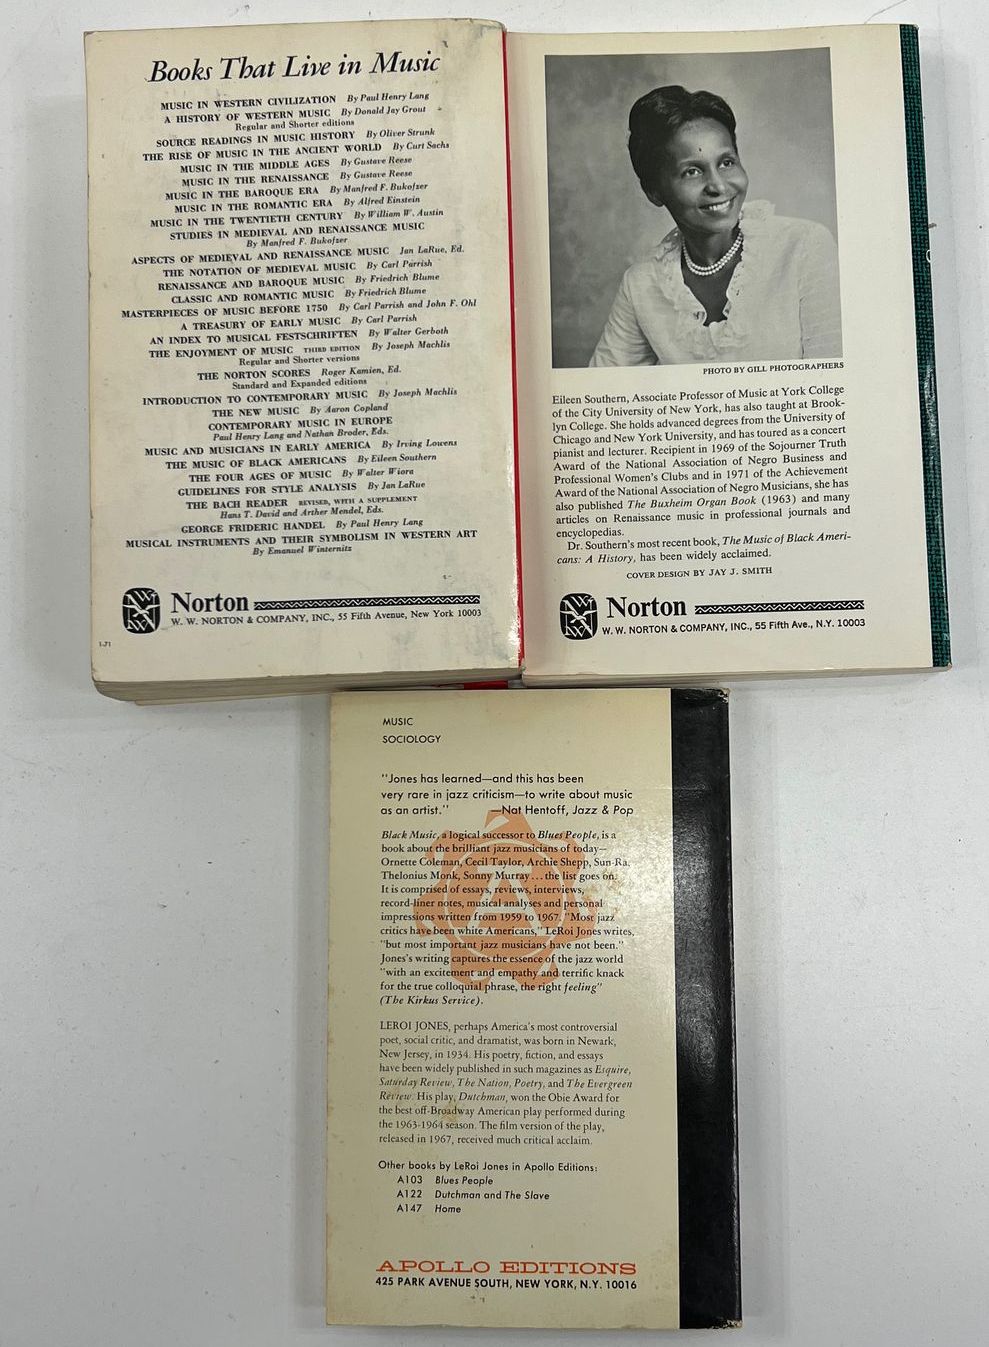 Books That Live in Music
MUSIC IN WESTERN CIVILIZATION By Paul Henry Lang
A HISTORY OF WESTERN MUSIC By Donald Jay Grout
Regular and Shorter editions
SOURCE READINGS IN MUSIC HISTORY By Oliver Strunk
THE RISE OF MUSIC IN THE ANCIENT WORLD By Curt Sachs
MUSIC IN THE MIDDLE AGES By Gustave Reese
MUSIC IN THE RENAISSANCE By Gustave Reese
MUSIC IN THE BAROQUE ERA By Manfred F. Bukofzer
MUSIC IN THE ROMANTIC ERA By Alfred Einstein
MUSIC IN THE TWENTIETH CENTURY By William W. Austin
STUDIES IN MEDIEVAL AND RENAISSANCE MUSIC
By Manfred F. Bukofzer
ASPECTS OF MEDIEVAL AND RENAISSANCE MUSIC Jan LaRue, Ed.
THE NOTATION OF MEDIEVAL MUSIC By Carl Parrish
RENAISSANCE AND BAROQUE MUSIC By Friedrich Blume
CLASSIC AND ROMANTIC MUSIC By Friedrich Blume
MASTERPIECES OF MUSIC BEFORE 1750 By Carl Parrish and John F. Ohl
A TREASURY OF EARLY MUSIC By Carl Parrish
AN INDEX TO MUSICAL FESTSCHRIFTEN By Walter Gerboth
THE ENJOYMENT OF MUSIC THIRD EDITION By Joseph Machlis
Regular and Shorter versions
THE NORTON SCORES Roger Kamien, Ed.
Standard and Expanded editions
INTRODUCTION TO CONTEMPORARY MUSIC By Joseph Machlis
THE NEW MUSIC By Aaron Copland
CONTEMPORARY MUSIC IN EUROPE
Paul Henry Lang and Nathan Broder, Eds.
MUSIC AND MUSICIANS IN EARLY AMERICA By Irving Lowens
THE MUSIC OF BLACK AMERICANS By Eileen Southern
THE FOUR AGES OF MUSIC By Walter Wiora
GUIDELINES FOR STYLE ANALYSIS By Jan LaRue
THE BACH READER REVISED, WITH A SUPPLEMENT
Hans T. David and Arther Mendel, Eds.
GEORGE FRIDERIC HANDEL By Paul Henry Lang
MUSICAL INSTRUMENTS AND THEIR SYMBOLISM IN WESTERN ART
By Emanuel Winternitz
Norton
W. W. NORTON & COMPANY, INC., 55 Fifth Avenue, New York 10003
1-71
PHOTO BY GILL PHOTOGRAPHERS
Eileen Southern, Associate Professor of Music at York College
of the City University of New York, has also taught at Brook-
lyn College. She holds advanced degrees from the University of
Chicago and New York University, and has toured as a concert
pianist and lecturer. Recipient in 1969 of the Sojourner Truth
Award of the National Association of Negro Business and
Professional Women's Clubs and in 1971 of the Achievement
Award of the National Association of Negro Musicians, she has
also published The Buxheim Organ Book (1963) and many
articles on Renaissance music in professional journals and
encyclopedias.
Dr. Southern's most recent book, The Music of Black Ameri-
cans: A History, has been widely acclaimed.
COVER DESIGN BY JAY J. SMITH
Norton
W. W. NORTON & COMPANY, INC., 55 Fifth Ave., N.Y. 10003
MUSIC
SOCIOLOGY
"Jones has learned—and this has been
very rare in jazz criticism—to write about music
as an artist." —Nat Hentoff, Jazz & Pop
Black Music, a logical successor to Blues People, is a
book about the brilliant jazz musicians of today—
Ornette Coleman, Cecil Taylor, Archie Shepp, Sun-Ra,
Thelonius Monk, Sonny Murray... the list goes on.
It is comprised of essays, reviews, interviews,
record-liner notes, musical analyses and personal
impressions written from 1959 to 1967. "Most jazz
critics have been white Americans," LeRoi Jones writes,
"but most important jazz musicians have not been."
Jones's writing captures the essence of the jazz world
"with an excitement and empathy and terrific knack
for the true colloquial phrase, the right feeling"
(The Kirkus Service).
LEROI JONES, perhaps America's most controversial
poet, social critic, and dramatist, was born in Newark,
New Jersey, in 1934. His poetry, fiction, and essays
have been widely published in such magazines as Esquire,
Saturday Review, The Nation, Poetry, and The Evergreen
Review. His play, Dutchman, won the Obie Award for
the best off-Broadway American play performed during
the 1963-1964 season. The film version of the play,
released in 1967, received much critical acclaim.
Other books by LeRoi Jones in Apollo Editions:
A103 Blues People
A122 Dutchman and The Slave
A147 Home
APOLLO EDITIONS
425 PARK AVENUE SOUTH, NEW YORK, N.Y. 10016